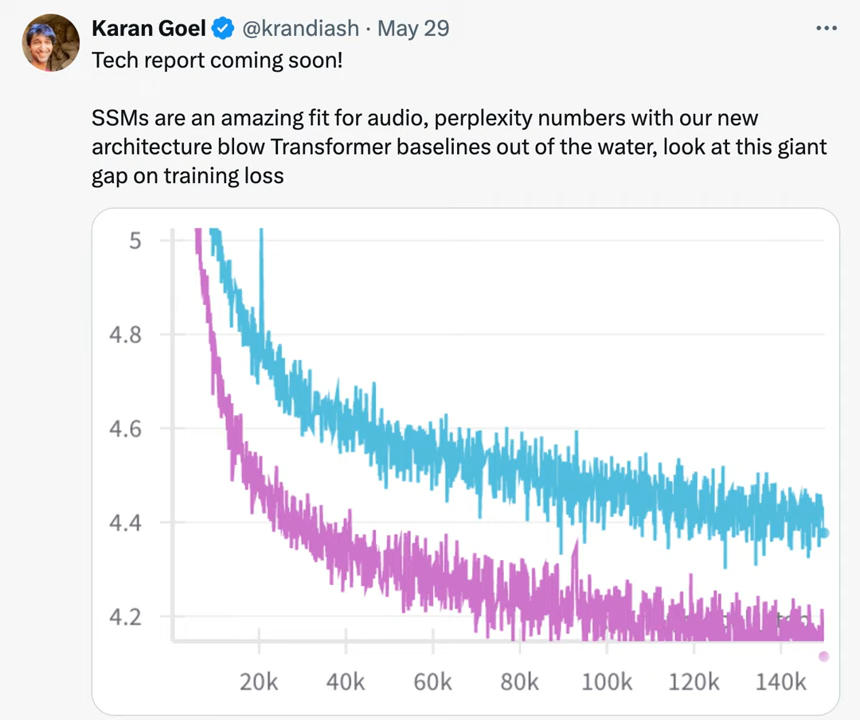 Karan Goel @krandiash · May 29
Tech report coming soon!
SSMs are an amazing fit for audio, perplexity numbers with our new
architecture blow Transformer baselines out of the water, look at this giant
gap on training loss
5
4.8
4.6
4.4
4.2
20k 40k 60k 80k 100k 120k 140k